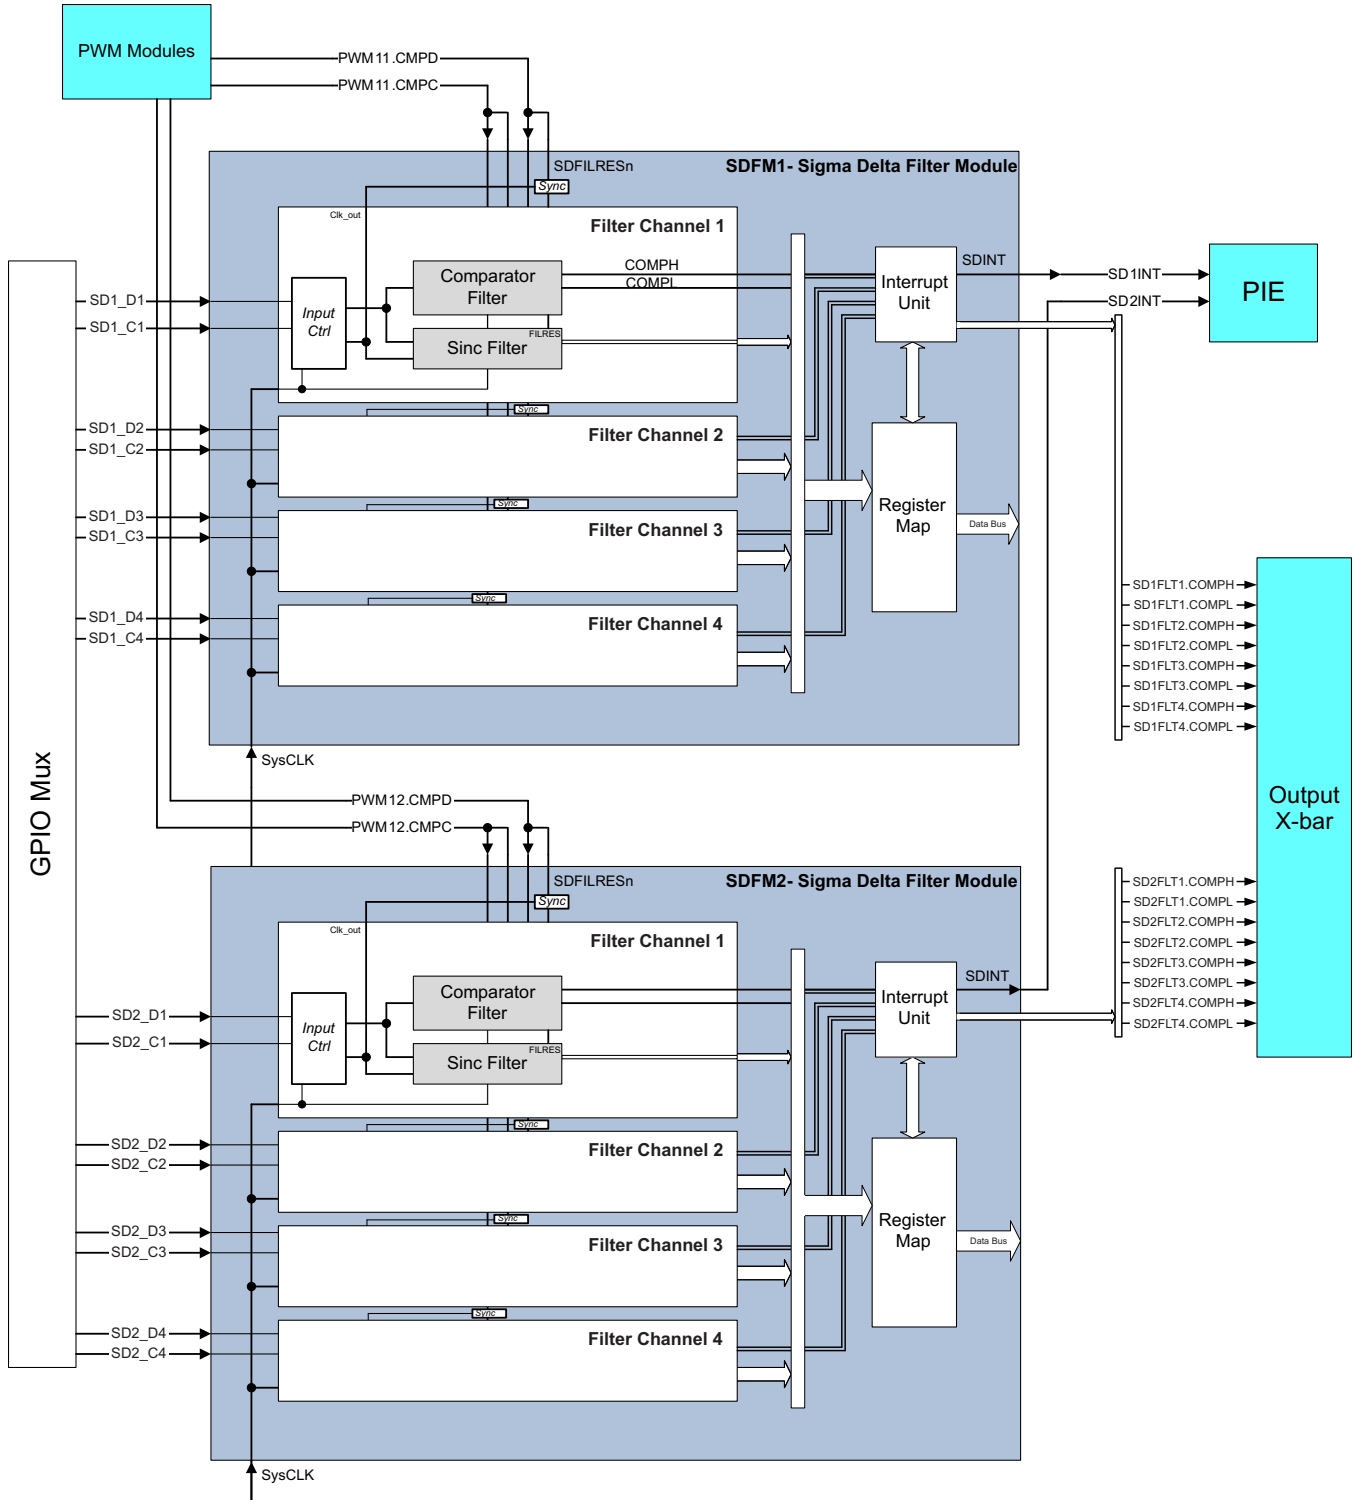 PWM Modules
PWM11.CMPD
PWM11.CMPC
SDFILRESn
SDFM1- Sigma Delta Filter Module
Sync
Clk_out
Filter Channel 1
Comparator
Filter
COMPH
COMPL
Input
Ctrl
FILRES
Sinc Filter
Interrupt
Unit
SDINT
SD1INT
SD2INT
PIE
SD1_D1
SD1_C1
Sync
SD1_D2
SD1_C2
Filter Channel 2
Sync
SD1_D3
SD1_C3
Filter Channel 3
Register
Map
Data Bus
Sync
SD1_D4
SD1_C4
Filter Channel 4
SD1FLT1.COMPH
SD1FLT1.COMPL
SD1FLT2.COMPH
SD1FLT2.COMPL
SD1FLT3.COMPH
SD1FLT3.COMPL
SD1FLT4.COMPH
SD1FLT4.COMPL
GPIO Mux
SysCLK
Output
X-bar
PWM12.CMPD
PWM12.CMPC
SDFILRESn
SDFM2- Sigma Delta Filter Module
Sync
Clk_out
Filter Channel 1
Comparator
Filter
Input
Ctrl
FILRES
Sinc Filter
Interrupt
Unit
SDINT
SD2FLT1.COMPH
SD2FLT1.COMPL
SD2FLT2.COMPH
SD2FLT2.COMPL
SD2FLT3.COMPH
SD2FLT3.COMPL
SD2FLT4.COMPH
SD2FLT4.COMPL
SD2_D1
SD2_C1
Sync
SD2_D2
SD2_C2
Filter Channel 2
Sync
SD2_D3
SD2_C3
Filter Channel 3
Register
Map
Data Bus
Sync
SD2_D4
SD2_C4
Filter Channel 4
SysCLK